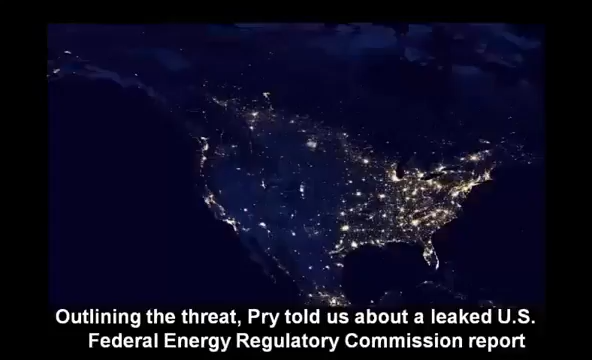 Outlining the threat, Pry told us about a leaked U.S.
Federal Energy Regulatory Commission report